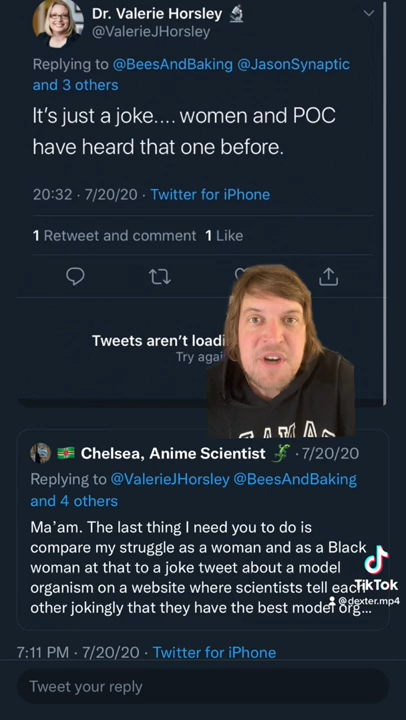 Dr. Valerie Horsley 🔬
@ValerieJHorsley
Replying to @BeesAndBaking @JasonSynaptic
and 3 others
It's just a joke.... women and POC
have heard that one before.
20:32 · 7/20/20 · Twitter for iPhone
1 Retweet and comment 1 Like
Tweets aren't
Try
Chelsea, Anime Scientist 🦎 · 7/20/20
Replying to @ValerieJHorsley @BeesAndBaking
and 4 others
Ma'am. The last thing I need you to do is
compare my struggle as a woman and as a Black
woman at that to a joke tweet about a model
organism on a website where scientists tell each
other jokingly that they have the best model org...
TikTok
@dexter.mp4
7:11 PM · 7/20/20 · Twitter for iPhone
Tweet your reply